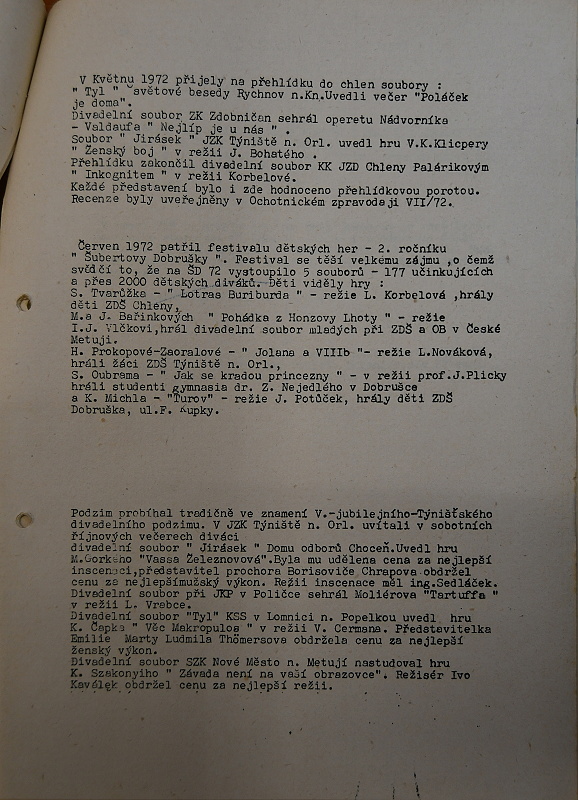 V Květnu 1972 přijely na přehlídku do chlen soubory :
" Tyl " světové besedy Rychnov n.Kn.Uvedli večer "Poláček
je doma".
Divadelní soubor ZK Zdobničan sehrál operetu Nádvorníka
- Valdaufa " Nejlíp je u nás " .
Soubor " Jirásek " JZK Týniště n. Orl. uvedl hru V.K.Klicpery
" Ženský boj " v režii J. Bohatého .
Přehlídku zakončil divadelní soubor KK JZD Chleny Palárikovým
" Inkognitem " v režii Korbelové.
Každé představení bylo i zde hodnoceno přehlídkovou porotou.
Recenze byly uveřejněny v Ochotnickém zpravodaji VII/72.
Červen 1972 patřil festivalu dětských her - 2. ročníku
" Šubertovy Dobrušky ". Festival se těší velkému zájmu ,o čemž
svědčí to, že na ŠD 72 vystoupilo 5 souborů - 177 učinkujících
a přes 2000 dětských diváků. Děti viděly hry :
S. Tvarůžka - " Lotras Buriburda " - režie L. Korbelová ,hrály
děti ZDŠ Chleny,
M.a J. Bařinkových " Pohádka z Honzovy Lhoty " - režie
I.J. Vlčkovi,hrál divadelní soubor mladých při ZDŠ a OB v České
Metuji.
H. Prokopové-Zaoralové - " Jolana a VIIIb "- režie L.Nováková,
hráli žáci ZDŠ Týniště n. Orl.,
S. Oubrama - " Jak se kradou princezny " - v režii prof.J.Plicky
hráli studenti gymnasia dr. Z. Nejedlého v Dobrušce
a K. Michla - "Turov" - režie J. Potůček, hrály děti ZDŠ
Dobruška, ul.F. Kupky.
Podzim probíhal tradičně ve znamení V.-jubilejního-Týnišťského
divadelního podzimu. V JZK Týniště n. Orl. uvítali v sobotních
říjnových večerech diváci
divadelní soubor " Jirásek " Domu odborů Choceň.Uvedl hru
M.Gorkého "Vassa Železnovová".Byla mu udělena cena za nejlepší
inscenaci,představitel prochora Borisoviče Chrapova obdržel
cenu za nejlepšímužský výkon. Režii inscenace měl ing.Sedláček.
Divadelní soubor při JKP v Poličce sehrál Moliérova "Tartuffa "
v režii L. Vrabce.
Divadelní soubor "Tyl" KSS v Lomnici n. Popelkou uvedl hru
K. Čapka " Věc Makropulos " v režii V. Cermana. Představitelka
Emilie Marty Ludmila Thömersova obdržela cenu za nejlepší
ženský výkon.
Divadelní soubor SZK Nové Město n. Metují nastudoval hru
K. Szakonyiho " Závada není na vaší obrazovce". Režisér Ivo
Kaválek obdržel cenu za nejlepší režii.